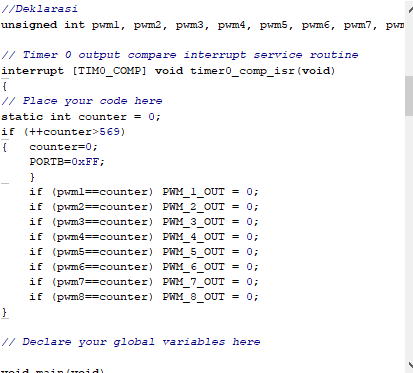 //Deklarasi
unsigned int pwm1, pwm2, pwm3, pwm4, pwm5, pwm6, pwm7, pwm
// Timer 0 output compare interrupt service routine
interrupt [TIM0_COMP] void timer0_comp_isr(void)
{
// Place your code here
static int counter = 0;
if (++counter>569)
{   counter=0;
    PORTB=0xFF;
    }
    if (pwm1==counter) PWM_1_OUT = 0;
    if (pwm2==counter) PWM_2_OUT = 0;
    if (pwm3==counter) PWM_3_OUT = 0;
    if (pwm4==counter) PWM_4_OUT = 0;
    if (pwm5==counter) PWM_5_OUT = 0;
    if (pwm6==counter) PWM_6_OUT = 0;
    if (pwm7==counter) PWM_7_OUT = 0;
    if (pwm8==counter) PWM_8_OUT = 0;
}
// Declare your global variables here
void main(void)